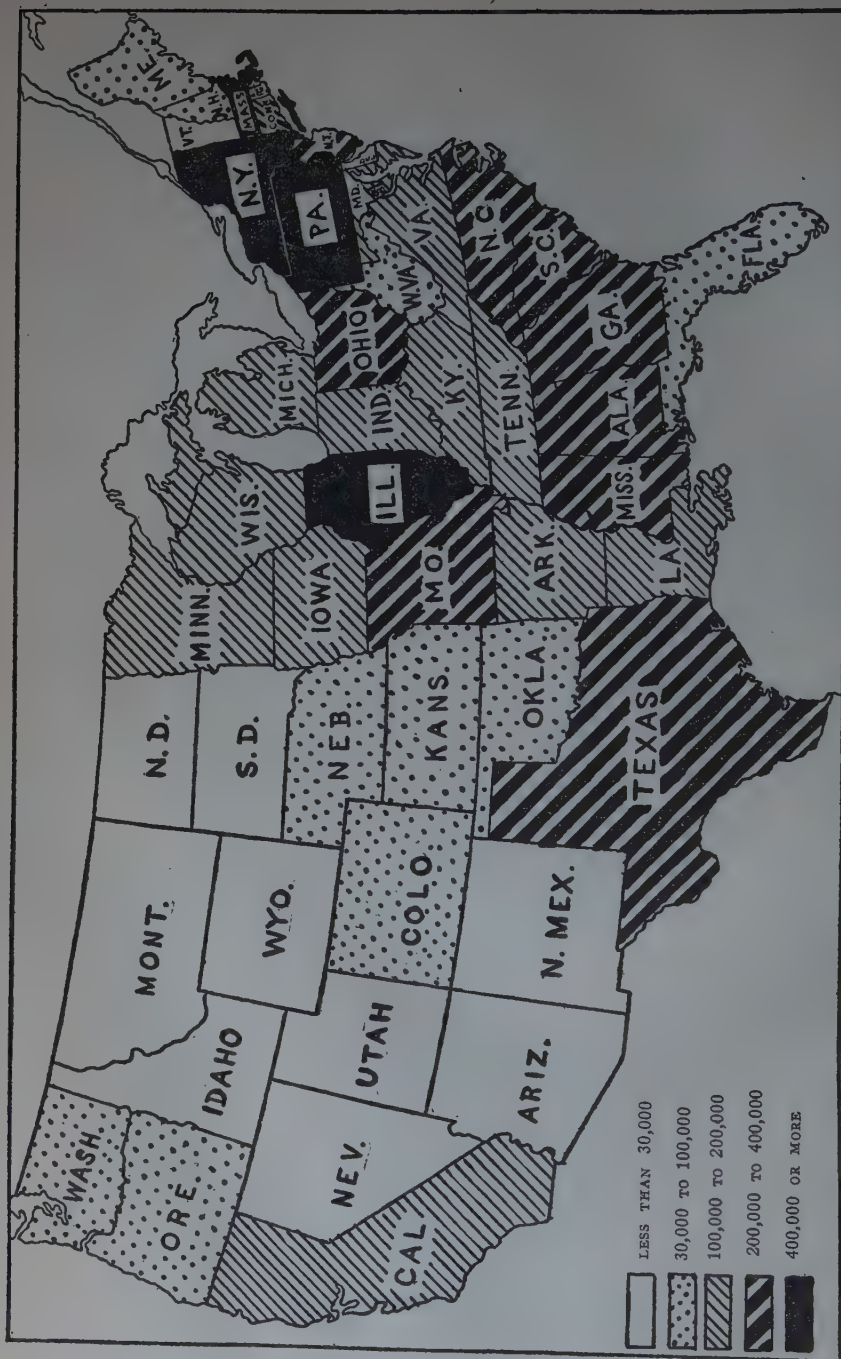 WASH
ORE
CAL
NEV.
IDAHO
MONT.
WYO.
UTAH
ARIZ.
COLO
N. MEX.
N.D.
S.D.
NEB
KANS.
OKLA
TEXAS
MINN.
IOWA
MO.
ARK.
LA.
WIS.
ILL.
MICH.
IND.
OHIO
KY.
TENN.
MISS.
ALA.
GA.
FLA.
S.C.
N.C.
VA.
W.VA.
MD.
PA.
N.Y.
VT.
N.H.
ME
MASS
CONN
LESS THAN 30,000
30,000 TO 100,000
100,000 TO 200,000
200,000 TO 400,000
400,000 OR MORE